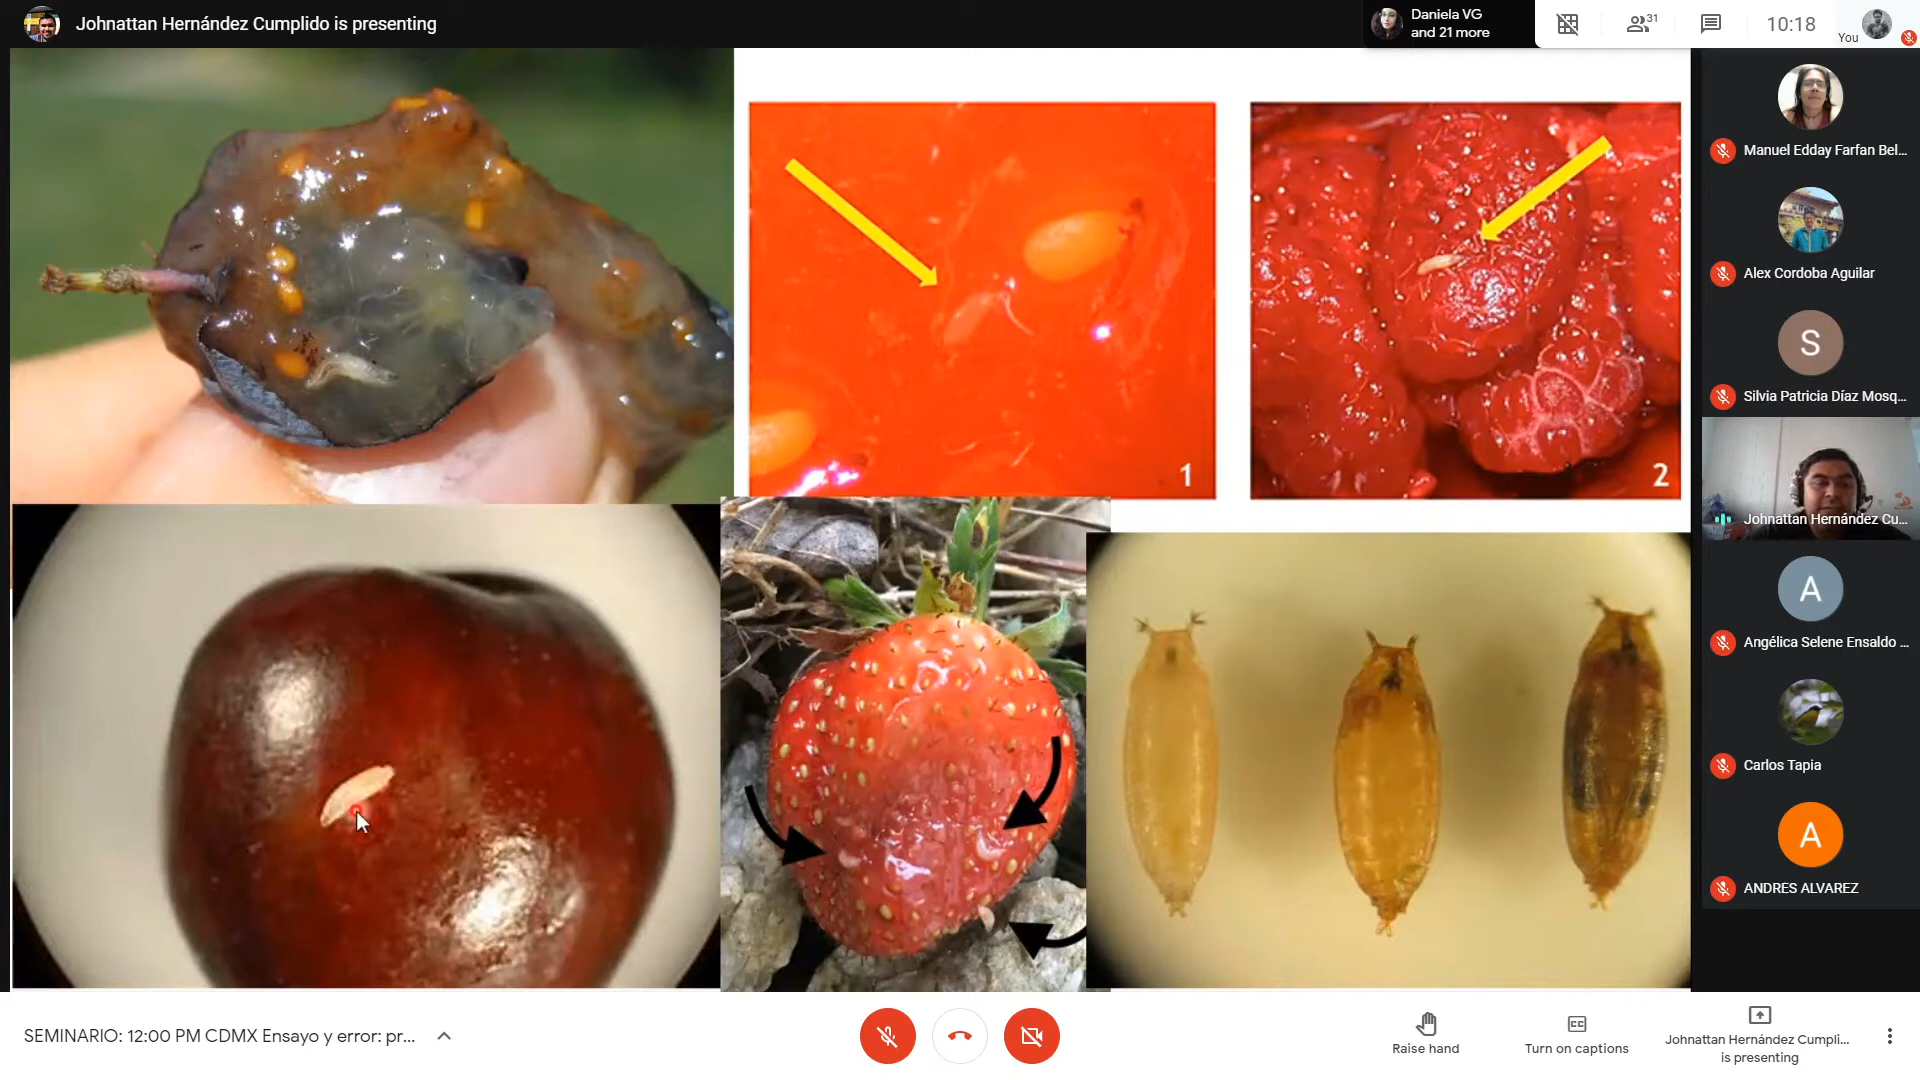 Johnattan Hernández Cumplido is presenting
Daniela VG
and 21 more
31
10:18
You
Manuel Edday Farfan Bel...
Alex Cordoba Aguilar
S
Silvia Patricia Díaz Mosq...
Johnattan Hernández Cu...
A
Angélica Selene Ensaldo ...
Carlos Tapia
A
ANDRES ALVAREZ
1
2
SEMINARIO: 12:00 PM CDMX Ensayo y error: pr...
Raise hand
Turn on captions
Johnattan Hernández Cumpli...
is presenting